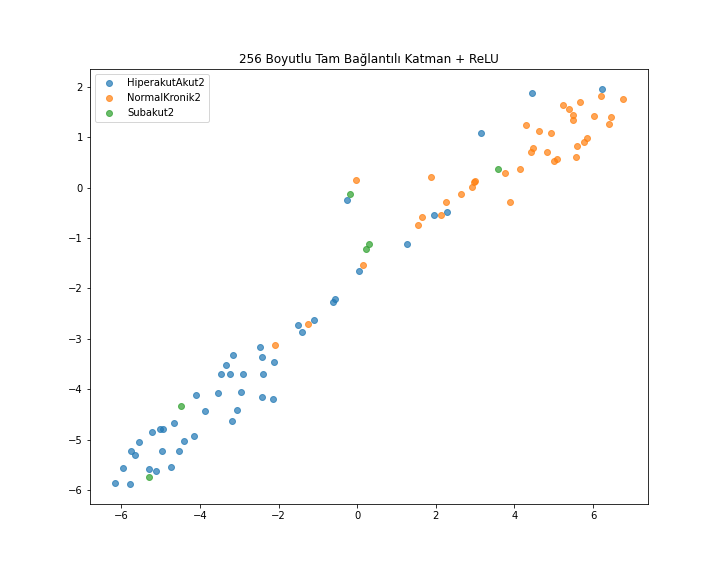 256 Boyutlu Tam Bağlantılı Katman + ReLU
HiperakutAkut2
NormalKronik2
Subakut2
2
1
0
−1
−2
−3
−4
−5
−6
−6 −4 −2 0 2 4 6